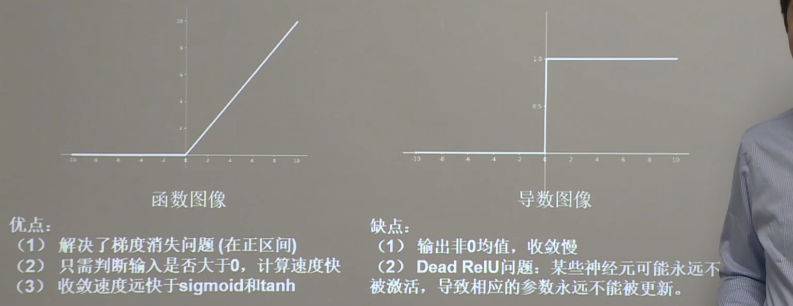 10
8
6
4
2
-10 -8 -6 -4 -2 0 2 4 6 8 10
函数图像
1.0
0.5
-10 -8 -6 -4 -2 0 2 4 6 8 10
导数图像
优点：
（1） 解决了梯度消失问题 (在正区间)
（2） 只需判断输入是否大于0，计算速度快
（3） 收敛速度远快于sigmoid和tanh
缺点：
（1） 输出非0均值，收敛慢
（2） Dead RelU问题：某些神经元可能永远不
被激活，导致相应的参数永远不能被更新。